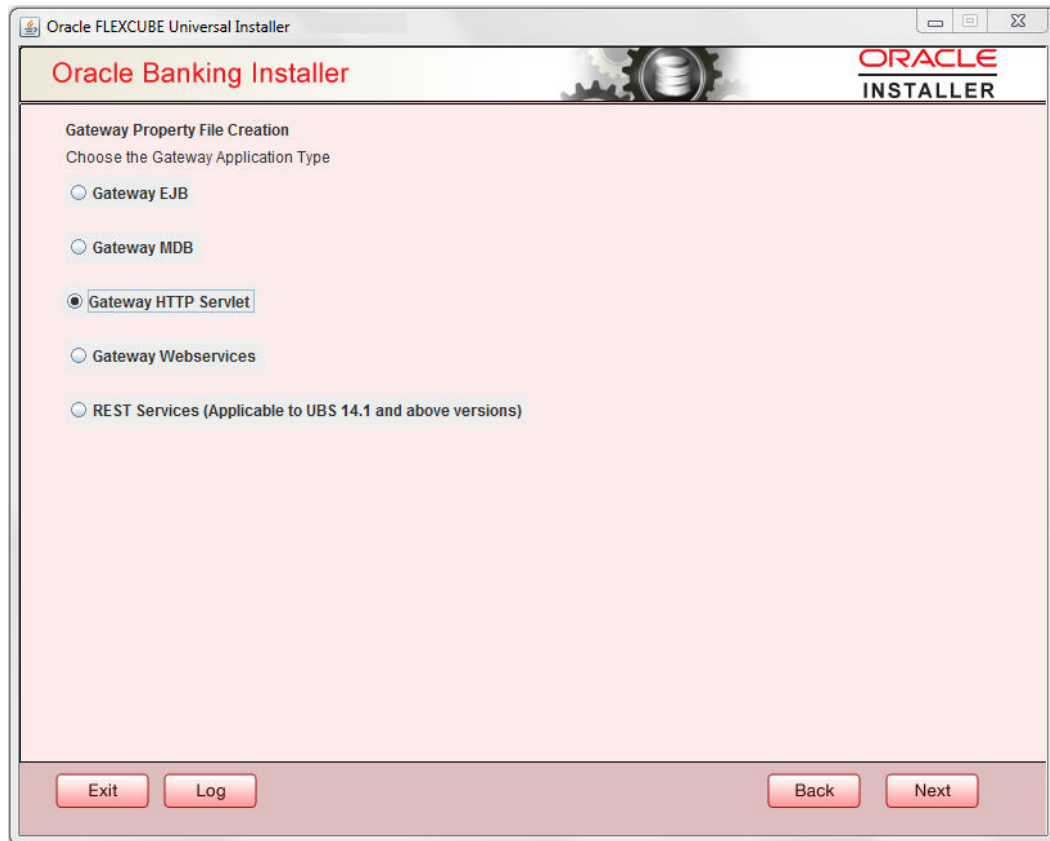 Oracle FLEXCUBE Universal Installer
Oracle Banking Installer
ORACLE
INSTALLER
Gateway Property File Creation
Choose the Gateway Application Type
Gateway EJB
Gateway MDB
Gateway HTTP Servlet
Gateway Webservices
REST Services (Applicable to UBS 14.1 and above versions)
Exit Log Back Next